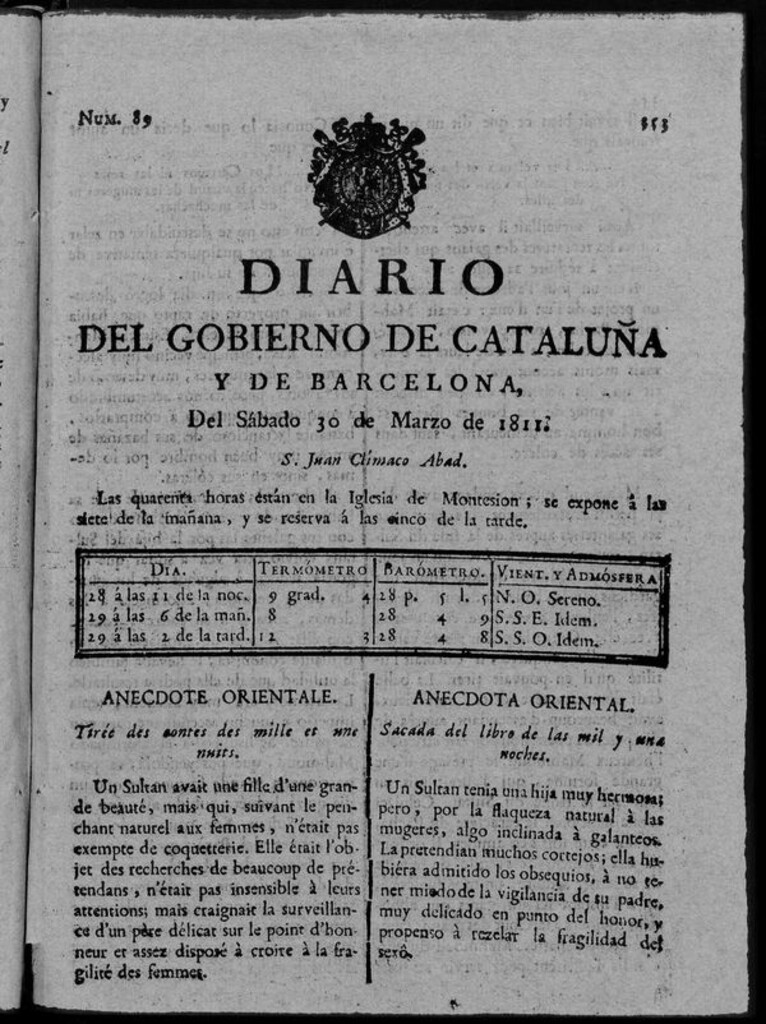 Num. 89
353
DIARIO
DEL GOBIERNO DE CATALUÑA
Y DE BARCELONA,
Del Sábado 30 de Marzo de 1811.
S. Juan Clímaco Abad.
Las quarenta horas están en la Iglesia de Montesion; se expone á las
siete de la mañana, y se reserva á las cinco de la tarde.
DIA. TERMÓMETRO BARÓMETRO. VIENT. Y ADMÓSFERA
28 á las 11 de la noc. 9 grad. 4 28 p. 5 l. 5 N. O. Sereno.
29 á las 6 de la mañ. 8 28 4 9 S. S. E. Idem.
29 á las 2 de la tard. 12 3 28 4 8 S. S. O. Idem.
ANECDOTE ORIENTALE.
Tirée des contes des mille et une
nuits.
Un Sultan avait une fille d'une gran-
de beauté, mais qui, suivant le pen-
chant naturel aux femmes, n'était pas
exempte de coquetterie. Elle était l'ob-
jet des recherches de beaucoup de pré-
tendans, n'était pas insensible à leurs
attentions; mais craignait la surveillan-
ce d'un père délicat sur le point d'hon-
neur et assez disposé à croire à la fra-
gilité des femmes.
ANECDOTA ORIENTAL.
Sacada del libro de las mil y una
noches.
Un Sultan tenia una hija muy hermosa;
pero, por la flaqueza natural à las
mugeres, algo inclinada à galanteos.
La pretendian muchos cortejos; ella hu-
biéra admitido los obsequios, à no te-
ner miedo de la vigilancia de su padre,
muy delicado en punto del honor, y
propenso à rezelar la fragilidad del
sexô.